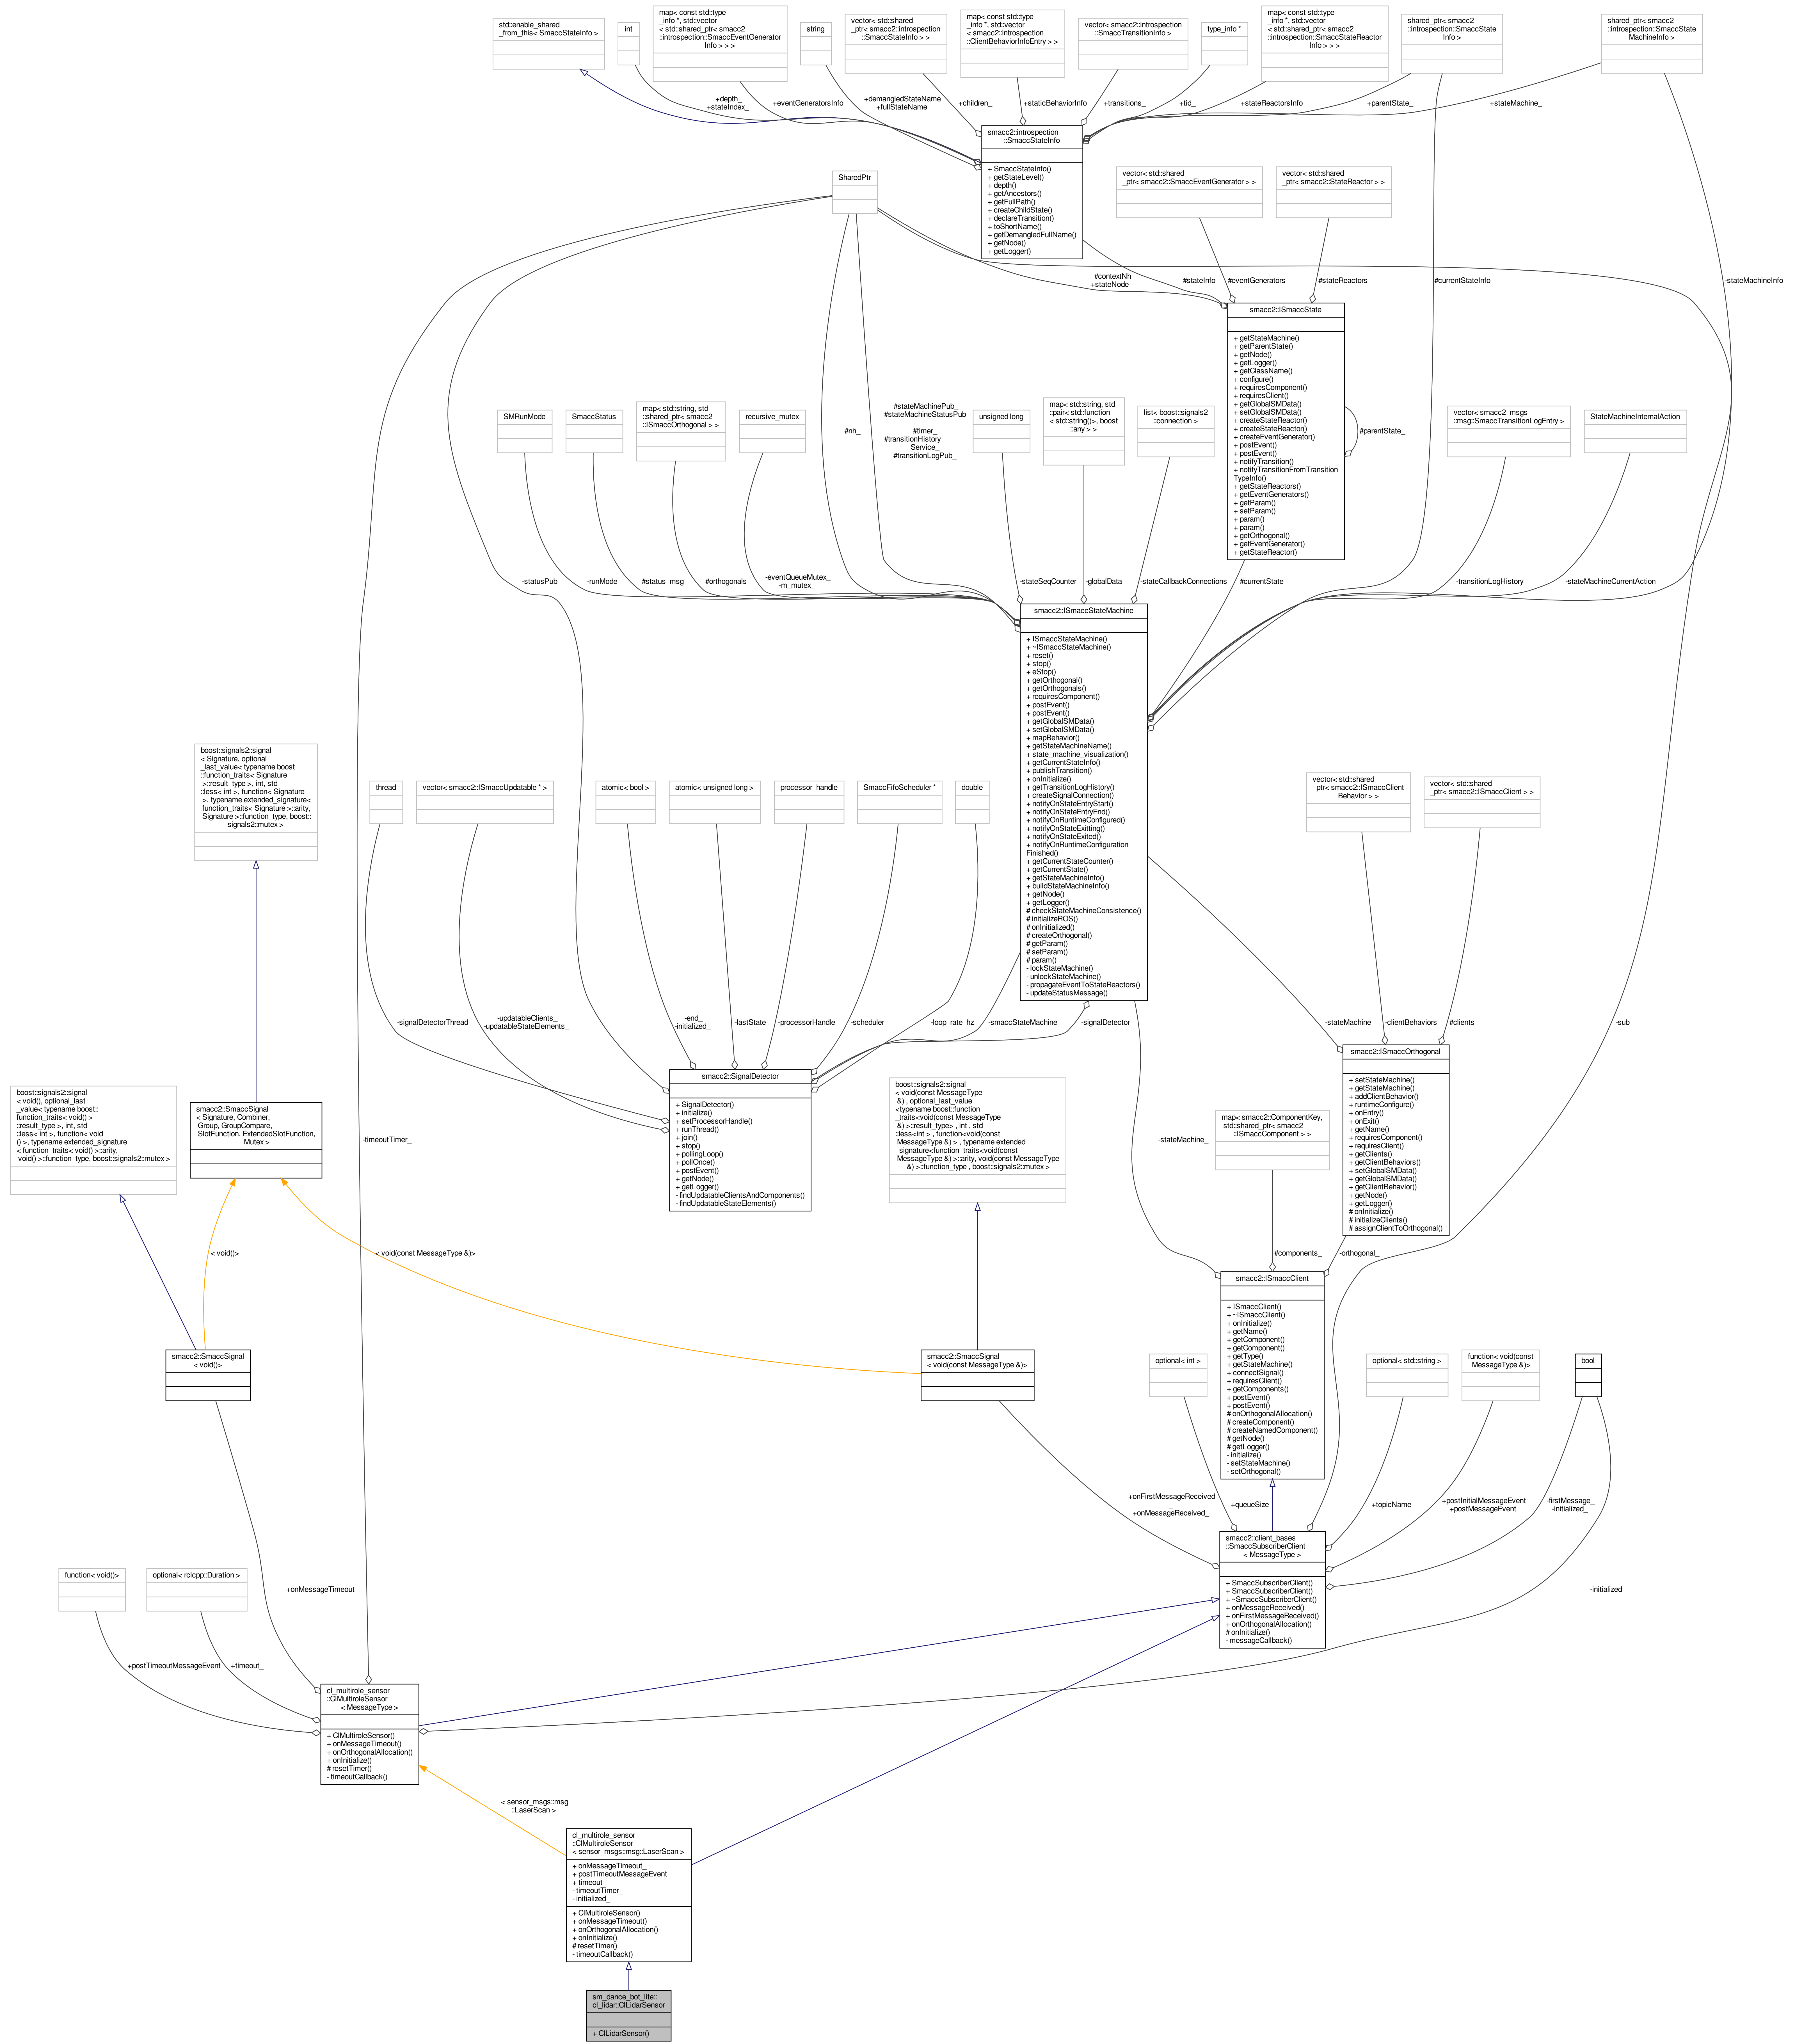 std::enable_shared
_from_this< SmaccStateInfo >
int
map< const std::type
_info *, std::vector
< std::shared_ptr< smacc2
::introspection::SmaccEventGenerator
Info > > >
string
vector< std::shared
_ptr< smacc2::introspection
::SmaccStateInfo > >
map< const std::type
_info *, std::vector
< smacc2::introspection
::ClientBehaviorInfoEntry > >
vector< smacc2::introspection
::SmaccTransitionInfo >
type_info *
map< const std::type
_info *, std::vector
< std::shared_ptr< smacc2
::introspection::SmaccStateReactor
Info > > >
shared_ptr< smacc2
::introspection::SmaccState
Info >
shared_ptr< smacc2
::introspection::SmaccState
MachineInfo >
+depth_
+stateIndex_
+eventGeneratorsInfo
+demangledStateName
+fullStateName
+children_
+staticBehaviorInfo
+transitions_
+tid_
+stateReactorsInfo
+parentState_
+stateMachine_
smacc2::introspection
::SmaccStateInfo
+ SmaccStateInfo()
+ getStateLevel()
+ depth()
+ getAncestors()
+ getFullPath()
+ createChildState()
+ declareTransition()
+ toShortName()
+ getDemangledFullName()
+ getNode()
+ getLogger()
SharedPtr
vector< std::shared
_ptr< smacc2::SmaccEventGenerator > >
vector< std::shared
_ptr< smacc2::StateReactor > >
#contextNh
+stateNode_
#stateInfo_
#eventGenerators_
#stateReactors_
#currentStateInfo_
-stateMachineInfo_
smacc2::ISmaccState
+ getStateMachine()
+ getParentState()
+ getNode()
+ getLogger()
+ getClassName()
+ configure()
+ requiresComponent()
+ requiresClient()
+ getGlobalSMData()
+ setGlobalSMData()
+ createStateReactor()
+ createStateReactor()
+ createEventGenerator()
+ postEvent()
+ postEvent()
+ notifyTransition()
+ notifyTransitionFromTransition
TypeInfo()
+ getStateReactors()
+ getEventGenerators()
+ getParam()
+ setParam()
+ param()
+ param()
+ getOrthogonal()
+ getEventGenerator()
+ getStateReactor()
#parentState_
SMRunMode
SmaccStatus
map< std::string, std
::shared_ptr< smacc2
::ISmaccOrthogonal > >
recursive_mutex
#nh_
#stateMachinePub_
#stateMachineStatusPub
_
#timer_
#transitionHistory
Service_
#transitionLogPub_
unsigned long
map< std::string, std
::pair< std::function
< std::string()>, boost
::any > >
list< boost::signals2
::connection >
vector< smacc2_msgs
::msg::SmaccTransitionLogEntry >
StateMachineInternalAction
-statusPub_
-runMode_
#status_msg_
#orthogonals_
-eventQueueMutex_
-m_mutex_
-stateSeqCounter_
-globalData_
-stateCallbackConnections
#currentState_
-transitionLogHistory_
-stateMachineCurrentAction
smacc2::ISmaccStateMachine
+ ISmaccStateMachine()
+ ~ISmaccStateMachine()
+ reset()
+ stop()
+ eStop()
+ getOrthogonal()
+ getOrthogonals()
+ requiresComponent()
+ postEvent()
+ postEvent()
+ getGlobalSMData()
+ setGlobalSMData()
+ mapBehavior()
+ getStateMachineName()
+ state_machine_visualization()
+ getCurrentStateInfo()
+ publishTransition()
+ onInitialize()
+ getTransitionLogHistory()
+ createSignalConnection()
+ notifyOnStateEntryStart()
+ notifyOnStateEntryEnd()
+ notifyOnRuntimeConfigured()
+ notifyOnStateExitting()
+ notifyOnStateExited()
+ notifyOnRuntimeConfiguration
Finished()
+ getCurrentStateCounter()
+ getCurrentState()
+ getStateMachineInfo()
+ buildStateMachineInfo()
+ getNode()
+ getLogger()
# checkStateMachineConsistence()
# initializeROS()
# onInitialized()
# createOrthogonal()
# getParam()
# setParam()
# param()
- lockStateMachine()
- unlockStateMachine()
- propagateEventToStateReactors()
- updateStatusMessage()
boost::signals2::signal
< Signature, optional
_last_value< typename boost
::function_traits< Signature
>::result_type >, int, std
::less< int >, function< Signature
>, typename extended_signature<
function_traits< Signature >::arity,
Signature >::function_type, boost::
signals2::mutex >
thread
vector< smacc2::ISmaccUpdatable * >
atomic< bool >
atomic< unsigned long >
processor_handle
SmaccFifoScheduler *
double
vector< std::shared
_ptr< smacc2::ISmaccClient
Behavior > >
vector< std::shared
_ptr< smacc2::ISmaccClient > >
-signalDetectorThread_
-updatableClients_
-updatableStateElements_
-end_
-initialized_
-lastState_
-processorHandle_
-scheduler_
-loop_rate_hz
-smaccStateMachine_
-signalDetector_
-stateMachine_
-clientBehaviors_
#clients_
-sub_
smacc2::SignalDetector
+ SignalDetector()
+ initialize()
+ setProcessorHandle()
+ runThread()
+ join()
+ stop()
+ pollingLoop()
+ pollOnce()
+ postEvent()
+ getNode()
+ getLogger()
- findUpdatableClientsAndComponents()
- findUpdatableStateElements()
smacc2::ISmaccOrthogonal
+ setStateMachine()
+ getStateMachine()
+ addClientBehavior()
+ runtimeConfigure()
+ onEntry()
+ onExit()
+ getName()
+ requiresComponent()
+ requiresClient()
+ getClients()
+ getClientBehaviors()
+ setGlobalSMData()
+ getGlobalSMData()
+ getClientBehavior()
+ getNode()
+ getLogger()
# onInitialize()
# initializeClients()
# assignClientToOrthogonal()
boost::signals2::signal
< void(), optional_last
_value< typename boost::
function_traits< void() >
::result_type >, int, std
::less< int >, function< void
() >, typename extended_signature
< function_traits< void() >::arity,
void() >::function_type, boost::signals2::mutex >
smacc2::SmaccSignal
< Signature, Combiner,
Group, GroupCompare,
SlotFunction, ExtendedSlotFunction,
Mutex >
boost::signals2::signal
< void(const MessageType
&) , optional_last_value
<typename boost::function
_traits<void(const MessageType
&) >::result_type> , int , std
::less<int > , function<void(const
MessageType &) > , typename extended
_signature<function_traits<void(const
MessageType &) >::arity, void(const MessageType
&) >::function_type , boost::signals2::mutex >
map< smacc2::ComponentKey,
std::shared_ptr< smacc2
::ISmaccComponent > >
-timeoutTimer_
-stateMachine_
< void()>
< void(const MessageType &)>
#components_
-orthogonal_
smacc2::ISmaccClient
+ ISmaccClient()
+ ~ISmaccClient()
+ onInitialize()
+ getName()
+ getComponent()
+ getComponent()
+ getType()
+ getStateMachine()
+ connectSignal()
+ requiresClient()
+ getComponents()
+ postEvent()
+ postEvent()
# onOrthogonalAllocation()
# createComponent()
# createNamedComponent()
# getNode()
# getLogger()
- initialize()
- setStateMachine()
- setOrthogonal()
smacc2::SmaccSignal
< void()>
smacc2::SmaccSignal
< void(const MessageType &)>
optional< int >
optional< std::string >
function< void(const
MessageType &)>
bool
+onFirstMessageReceived
_
+onMessageReceived_
+queueSize
+topicName
+postInitialMessageEvent
+postMessageEvent
-firstMessage_
-initialized_
smacc2::client_bases
::SmaccSubscriberClient
< MessageType >
+ SmaccSubscriberClient()
+ SmaccSubscriberClient()
+ ~SmaccSubscriberClient()
+ onMessageReceived()
+ onFirstMessageReceived()
+ onOrthogonalAllocation()
# onInitialize()
- messageCallback()
function< void()>
optional< rclcpp::Duration >
+onMessageTimeout_
-initialized_
+postTimeoutMessageEvent
+timeout_
cl_multirole_sensor
::ClMultiroleSensor
< MessageType >
+ ClMultiroleSensor()
+ onMessageTimeout()
+ onOrthogonalAllocation()
+ onInitialize()
# resetTimer()
- timeoutCallback()
< sensor_msgs::msg
::LaserScan >
cl_multirole_sensor
::ClMultiroleSensor
< sensor_msgs::msg::LaserScan >
+ onMessageTimeout_
+ postTimeoutMessageEvent
+ timeout_
- timeoutTimer_
- initialized_
+ ClMultiroleSensor()
+ onMessageTimeout()
+ onOrthogonalAllocation()
+ onInitialize()
# resetTimer()
- timeoutCallback()
sm_dance_bot_lite::
cl_lidar::ClLidarSensor
+ ClLidarSensor()